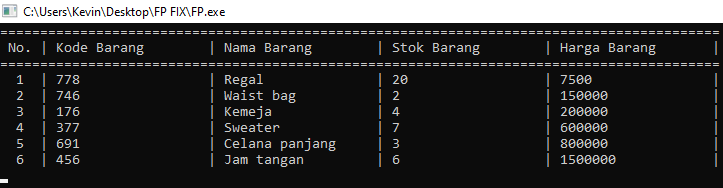 C:\Users\Kevin\Desktop\FP FIX\FP.exe
No. | Kode Barang | Nama Barang | Stok Barang | Harga Barang |
1 | 778 | Regal | 20 | 7500 |
2 | 746 | Waist bag | 2 | 150000 |
3 | 176 | Kemeja | 4 | 200000 |
4 | 377 | Sweater | 7 | 600000 |
5 | 691 | Celana panjang | 3 | 800000 |
6 | 456 | Jam tangan | 6 | 1500000 |